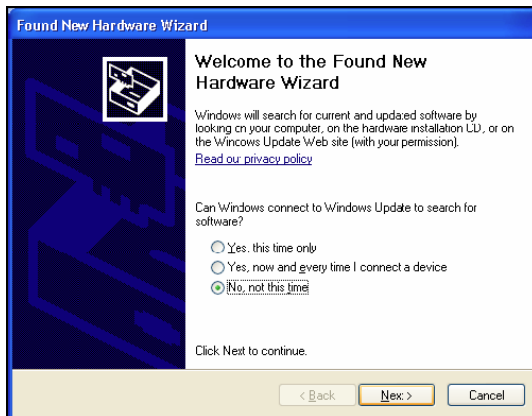 Found New Hardware Wizard
Welcome to the Found New
Hardware Wizard
Windows will search for current and updated software by
looking on your computer, on the hardware installation CD, or on
the Windows Update Web site (with your permission).
Read our privacy policy
Can Windows connect to Windows Update to search for
software?
Yes, this time only
Yes, now and every time I connect a device
No, not this time
Click Next to continue.
< Back
Next >
Cancel